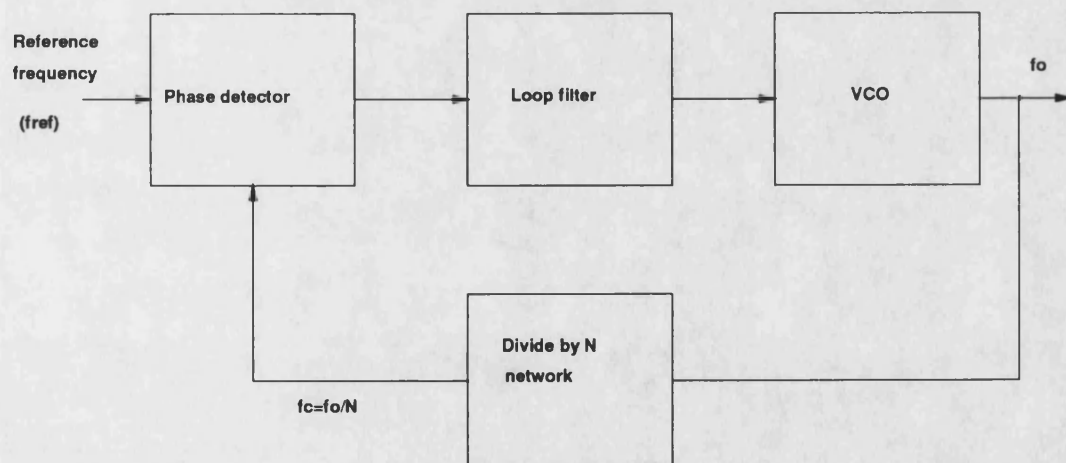 Reference
frequency
(fref)
Phase detector
Loop filter
VCO
fo
Divide by N
network
fc=fo/N